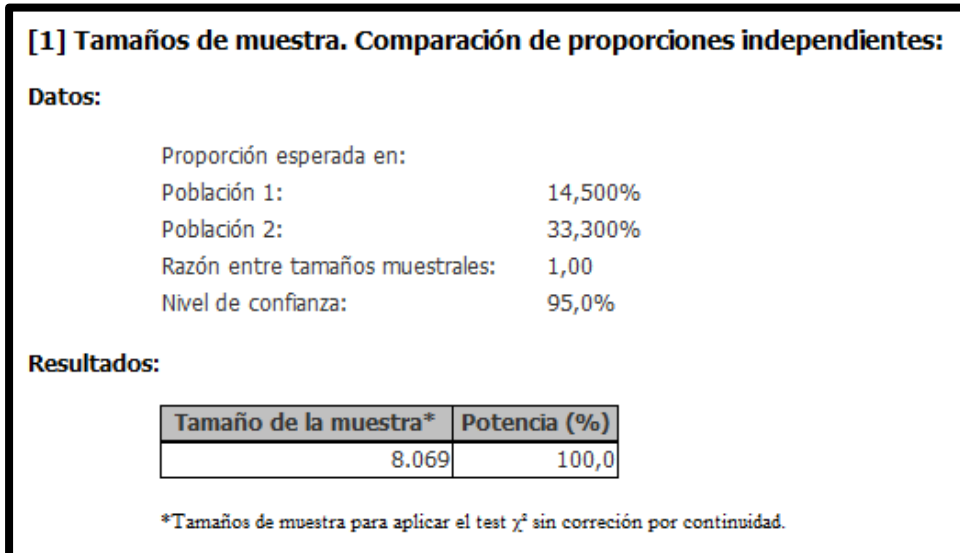 [1] Tamaños de muestra. Comparación de proporciones independientes:
Datos:
Proporción esperada en:
Población 1: 14,500%
Población 2: 33,300%
Razón entre tamaños muestrales: 1,00
Nivel de confianza: 95,0%
Resultados:
Tamaño de la muestra* Potencia (%)
8.069 100,0
*Tamaños de muestra para aplicar el test χ² sin correción por continuidad.